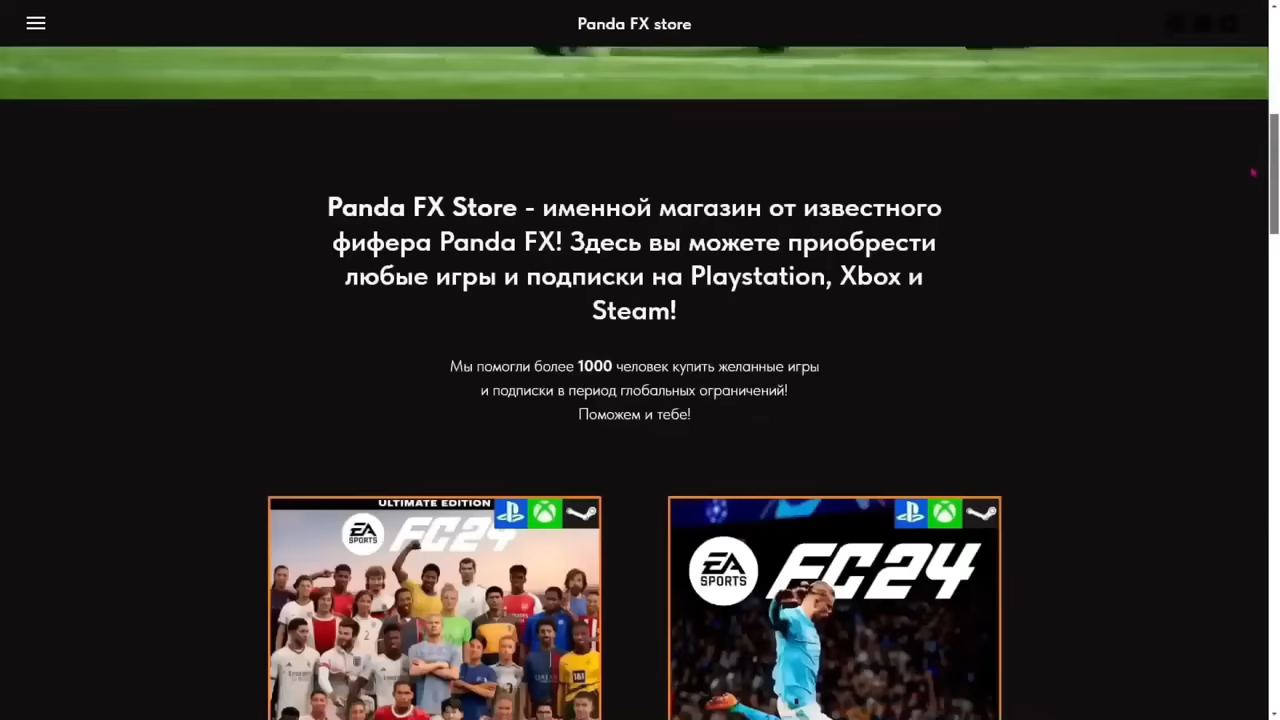 Panda FX store
Panda FX Store - именной магазин от известного
фифера Panda FX! Здесь вы можете приобрести
любые игры и подписки на Playstation, Xbox и
Steam!
Мы помогли более 1000 человек купить желанные игры
и подписки в период глобальных ограничений!
Поможем и тебе!
ULTIMATE EDITION
EA SPORTS FC24
EA SPORTS FC24